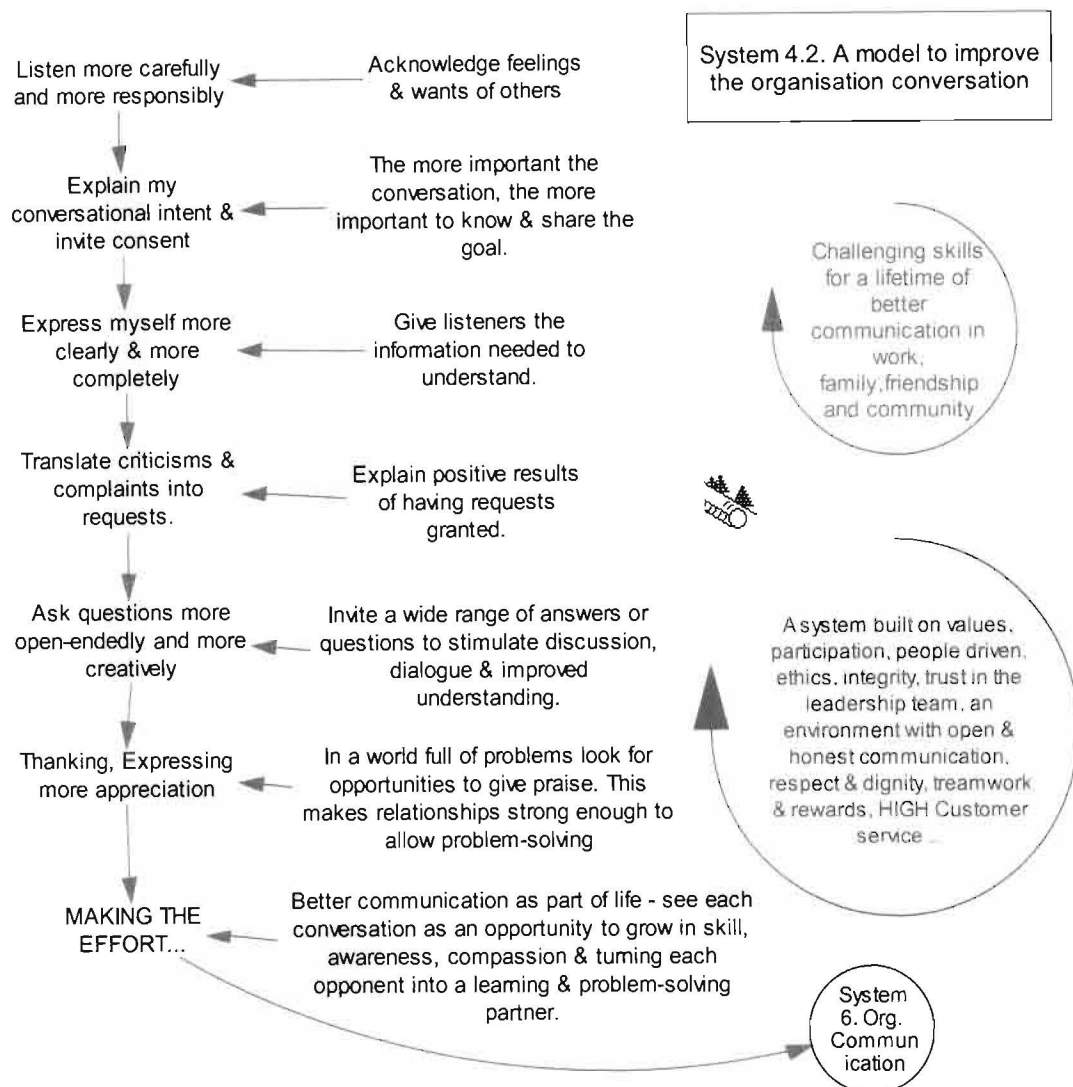 System 4.2. A model to improve
the organisation conversation
Listen more carefully
and more responsibly
Acknowledge feelings
& wants of others
Explain my
conversational intent &
invite consent
The more important the
conversation, the more
important to know & share the
goal.
Express myself more
clearly & more
completely
Give listeners the
information needed to
understand.
Translate criticisms &
complaints into
requests.
Explain positive results
of having requests
granted.
Ask questions more
open-endedly and more
creatively
Invite a wide range of answers or
questions to stimulate discussion,
dialogue & improved
understanding.
Thanking, Expressing
more appreciation
In a world full of problems look for
opportunities to give praise. This
makes relationships strong enough to
allow problem-solving
MAKING THE
EFFORT...
Better communication as part of life - see each
conversation as an opportunity to grow in skill,
awareness, compassion & turning each
opponent into a learning & problem-solving
partner.
Challenging skills
for a lifetime of
better
communication in
work,
family,friendship
and community
A system built on values,
participation, people driven,
ethics, integrity, trust in the
leadership team, an
environment with open &
honest communication,
respect & dignity, treamwork
& rewards, HIGH Customer
service ...
System
6. Org.
Commun
ication